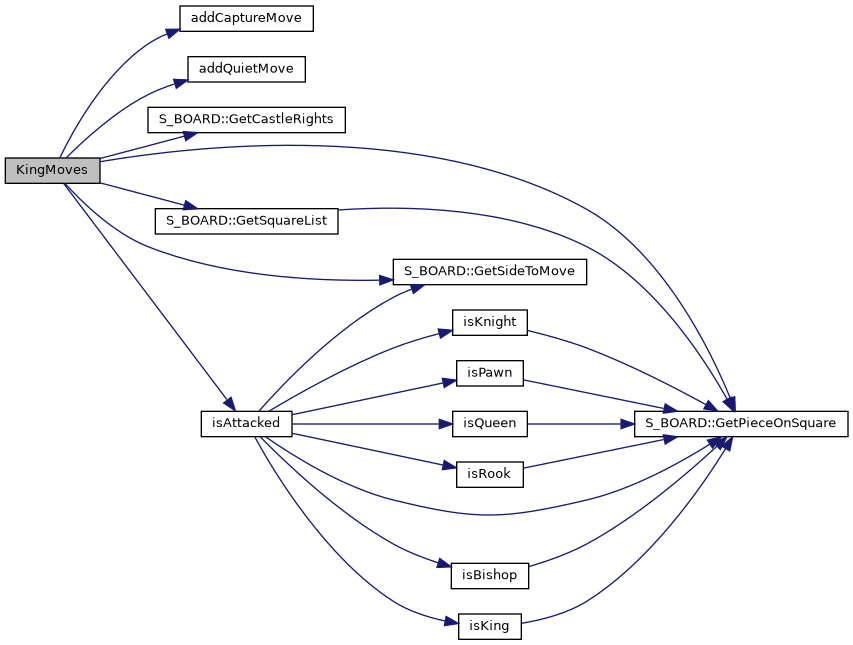 addCaptureMove
addQuietMove
S_BOARD::GetCastleRights
KingMoves
S_BOARD::GetSquareList
S_BOARD::GetSideToMove
isKnight
isPawn
isAttacked
isQueen
S_BOARD::GetPieceOnSquare
isRook
isBishop
isKing